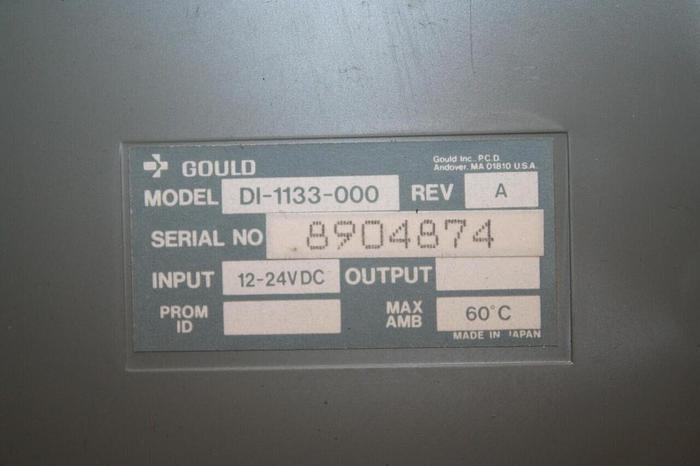 GOULD
Gould Inc., P.C.D.
Andover, MA 01810 U.S.A.
MODEL DI-1133-000 REV A
SERIAL NO 8904874
INPUT 12-24VDC OUTPUT
PROM ID MAX AMB 60°C
MADE IN JAPAN